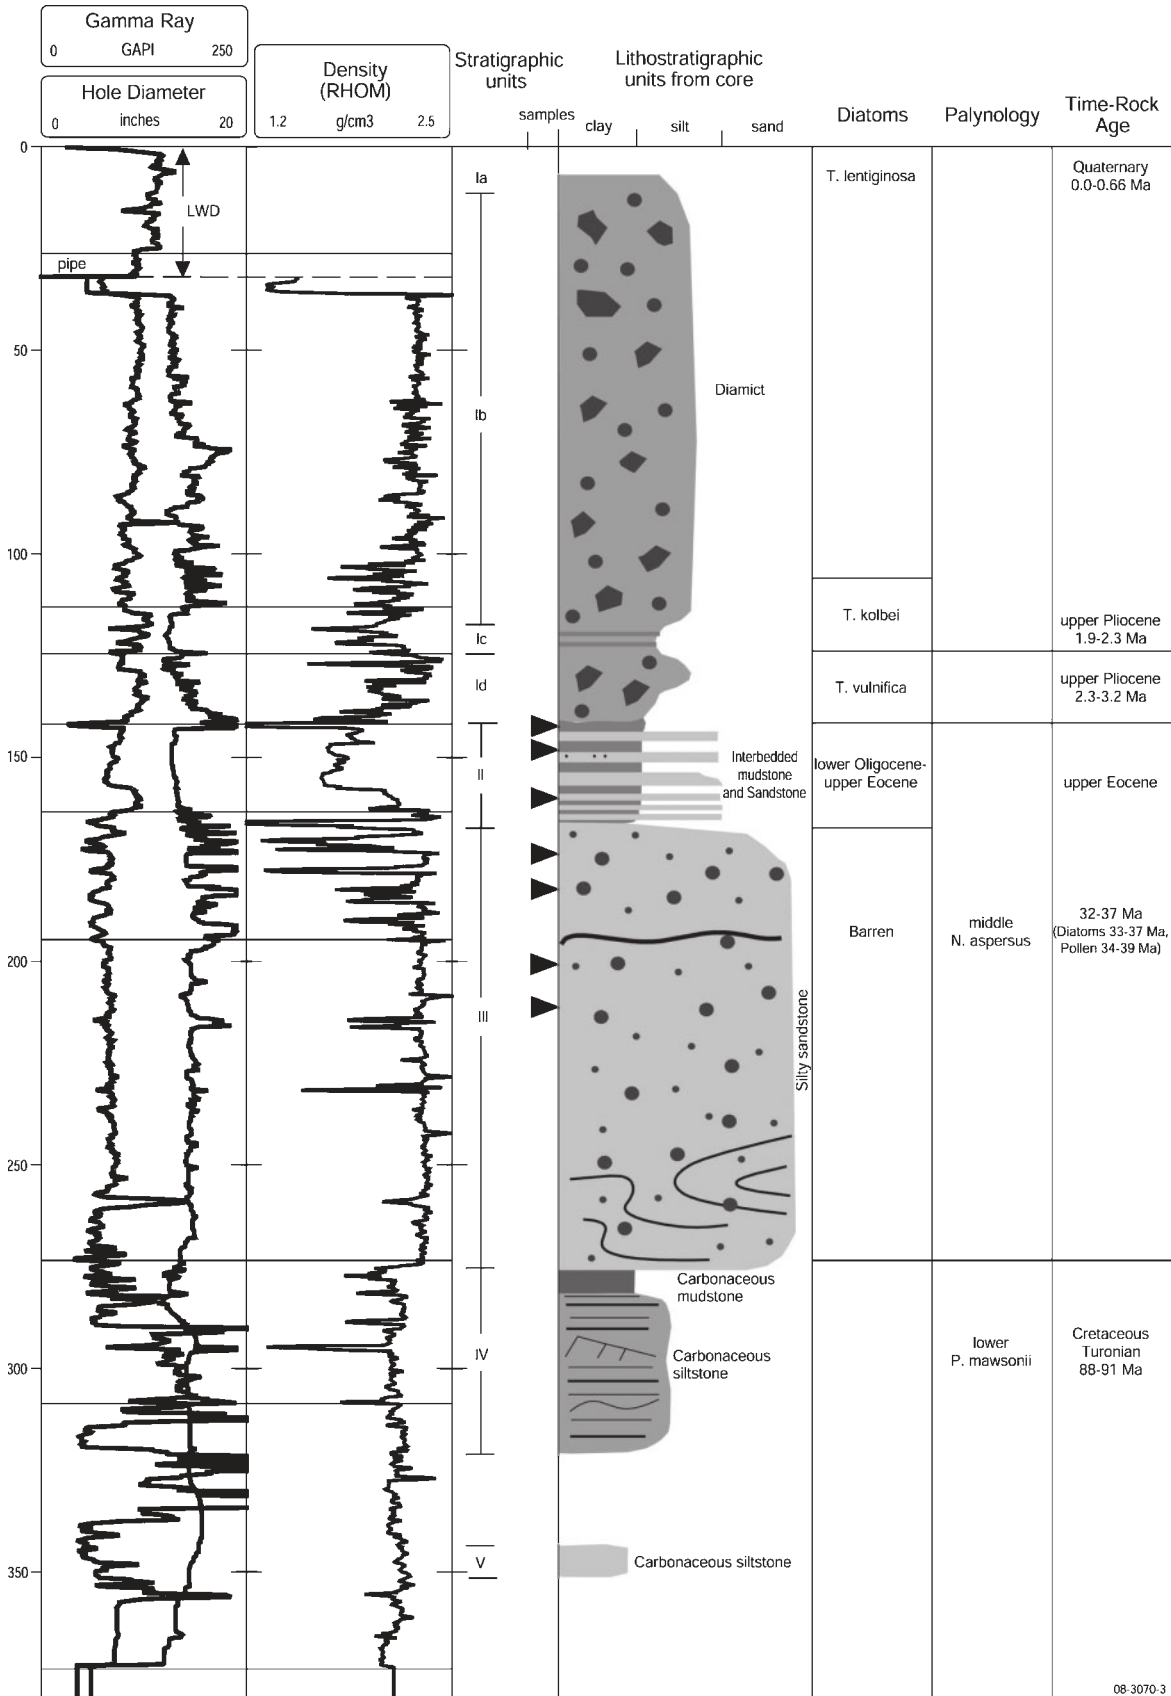 Gamma Ray
0 GAPI 250
Hole Diameter
0 inches 20
Density
(RHOM)
1.2 g/cm3 2.5
Stratigraphic
units
samples
Lithostratigraphic
units from core
clay silt sand
Diatoms
Palynology
Time-Rock
Age
0
LWD
pipe
50
100
150
200
250
300
350
Ia
Ib
Ic
Id
II
III
IV
V
Diamict
Interbedded
mudstone
and Sandstone
Silty sandstone
Carbonaceous
mudstone
Carbonaceous
siltstone
Carbonaceous siltstone
T. lentiginosa
T. kolbei
T. vulnifica
lower Oligocene-
upper Eocene
Barren
middle
N. aspersus
lower
P. mawsonii
Quaternary
0.0-0.66 Ma
upper Pliocene
1.9-2.3 Ma
upper Pliocene
2.3-3.2 Ma
upper Eocene
32-37 Ma
(Diatoms 33-37 Ma,
Pollen 34-39 Ma)
Cretaceous
Turonian
88-91 Ma
08-3070-3